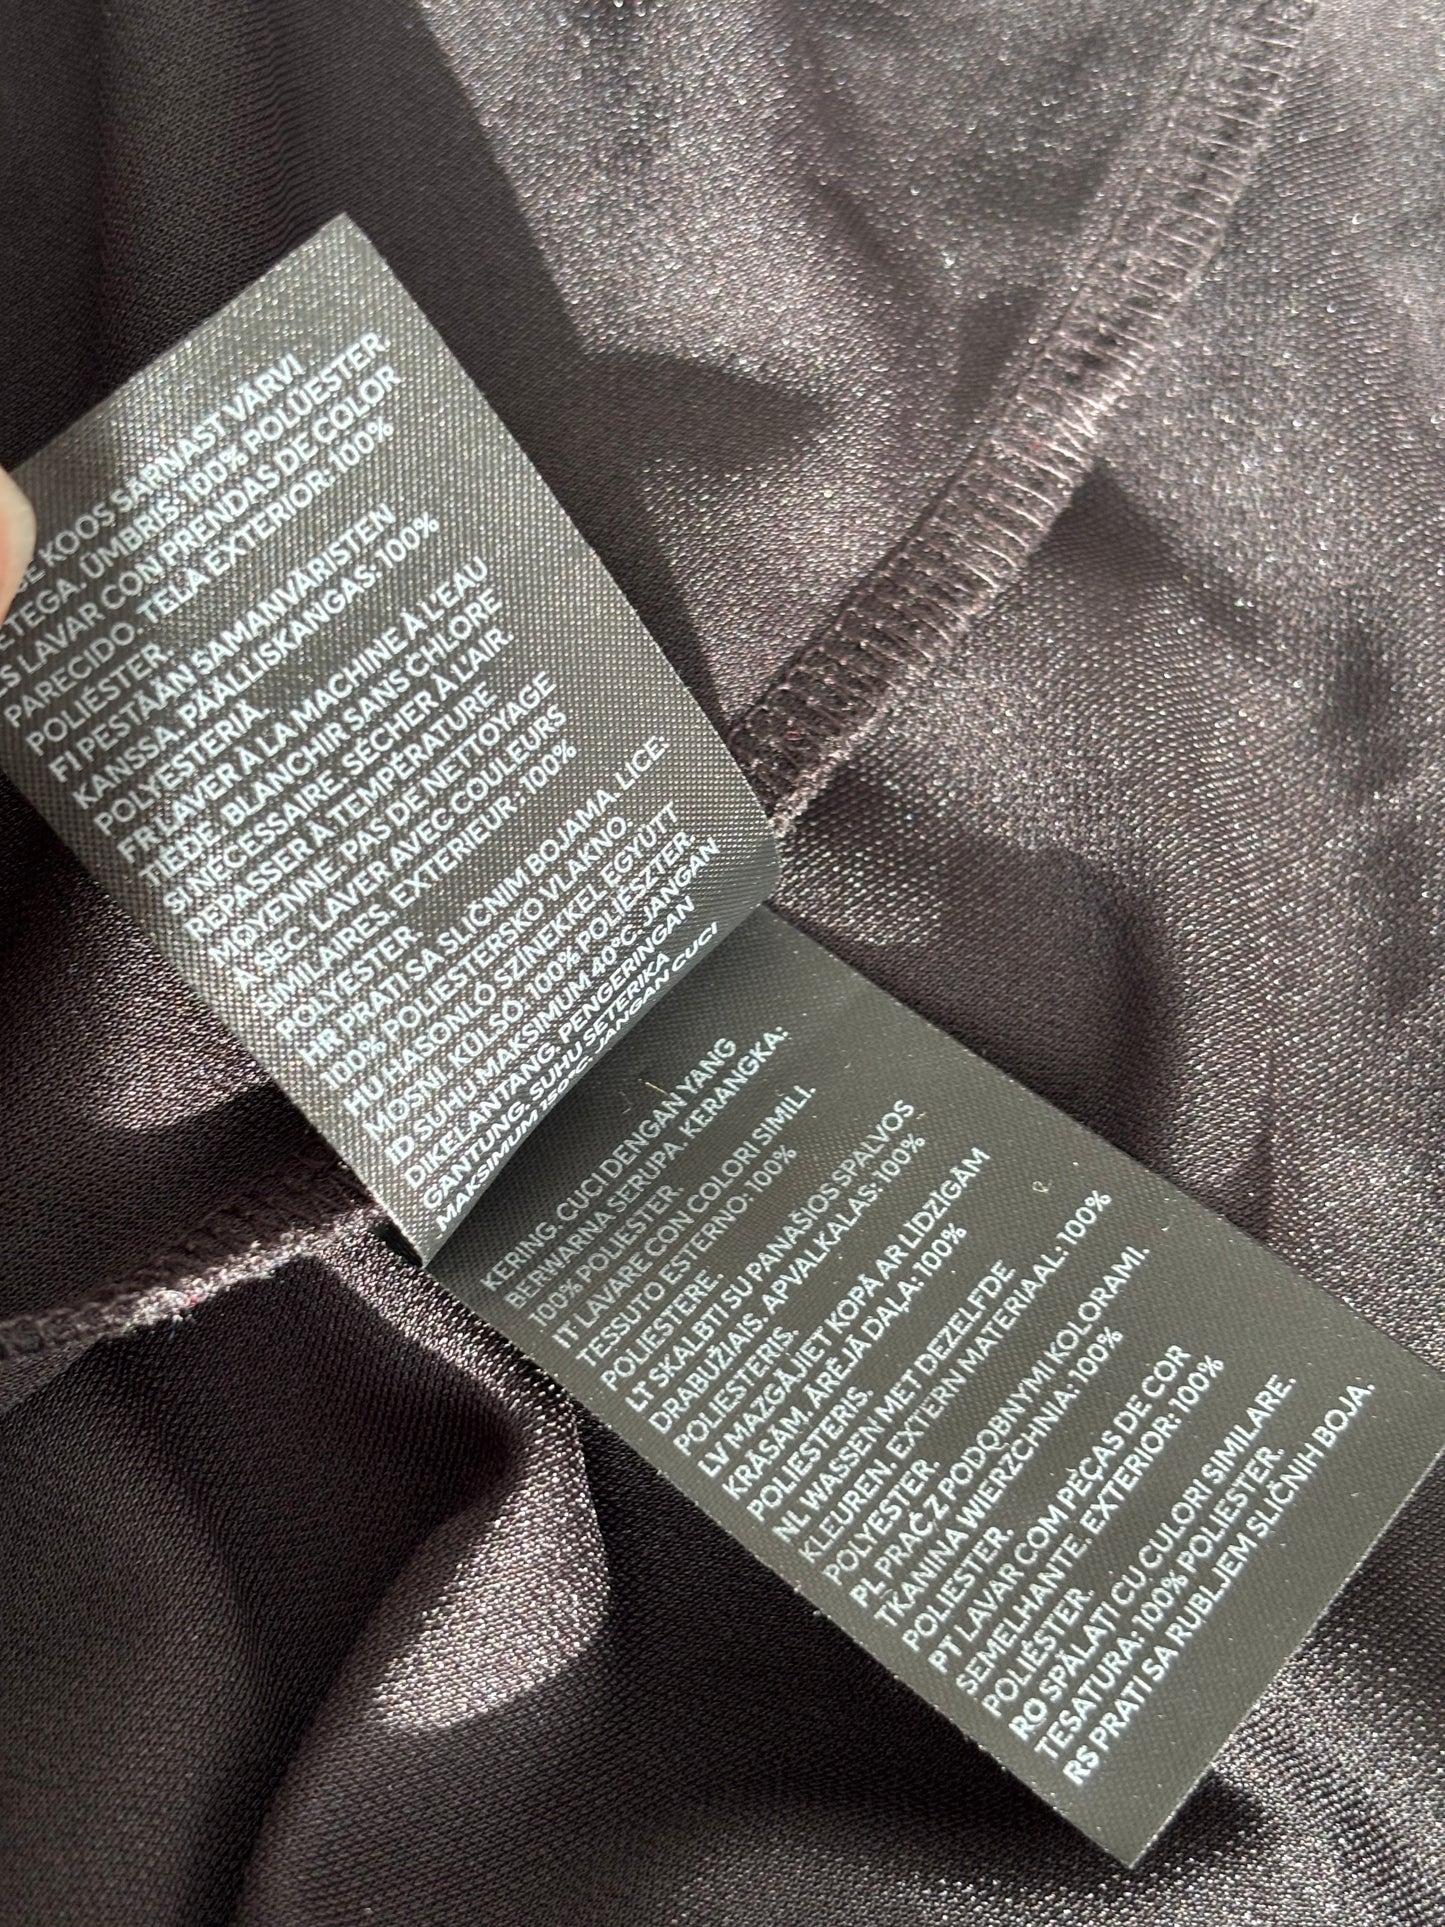 KOOS SARNAST VÄRVI
ETEGA. ÜMBRIS: 100% POLÜESTER
ES LAVAR CON PRENDAS DE COLOR
PARECIDO. TELA EXTERIOR: 100%
POLIÉSTER
FI PESTÄÄN SAMANVÄRISTEN
KANSSA. PÄÄLLISKANGAS: 100%
POLYESTERIÄ.
FR LAVER À LA MACHINE À L'EAU
TIÈDE. BLANCHIR SANS CHLORE
SI NÉCESSAIRE. SÉCHER À L'AIR.
REPASSER À TEMPÉRATURE
MOYENNE. PAS DE NETTOYAGE
À SEC. LAVER AVEC COULEURS
SIMILAIRES. EXTERIEUR: 100%
POLYESTER
HR PRATI SA SLIČNIM BOJAMA. LICE:
100% POLIESTERSKO VLAKNO.
HU HASONLÓ SZÍNEKKEL EGYÜTT
MOSNI. KÜLSŐ: 100% POLIÉSZTER
ID SUHU MAKSIMUM 40°C. JANGAN
DIKELANTANG. PENGERINGAN
GANTUNG. SUHU SETERIKA
MAKSIMUM 150°C. JANGAN CUCI
KERING. CUCI DENGAN YANG
BERWARNA SERUPA. KERANGKA:
100% POLIESTER.
IT LAVARE CON COLORI SIMILI.
TESSUTO ESTERNO: 100%
POLIESTERE.
LT SKALBTI SU PANAŠIOS SPALVOS
DRABUŽIAIS. APVALKALAS: 100%
POLIESTERIS.
LV MAZGĀJIET KOPĀ AR LĪDZĪGĀM
KRĀSĀM. ĀRĒJĀ DAĻA: 100%
POLIESTERIS.
NL WASSEN MET DEZELFDE
KLEUREN. EXTERN MATERIAAL: 100%
POLYESTER.
PL PRAĆ Z PODOBNYMI KOLORAMI.
TKANINA WIERZCHNIA: 100%
POLIESTER.
PT LAVAR COM PEÇAS DE COR
SEMELHANTE. EXTERIOR: 100%
POLIÉSTER.
RO SPĂLAȚI CU CULORI SIMILARE.
TESATURA: 100% POLIESTER.
RS PRATI SA RUBLJEM SLIČNIH BOJA.